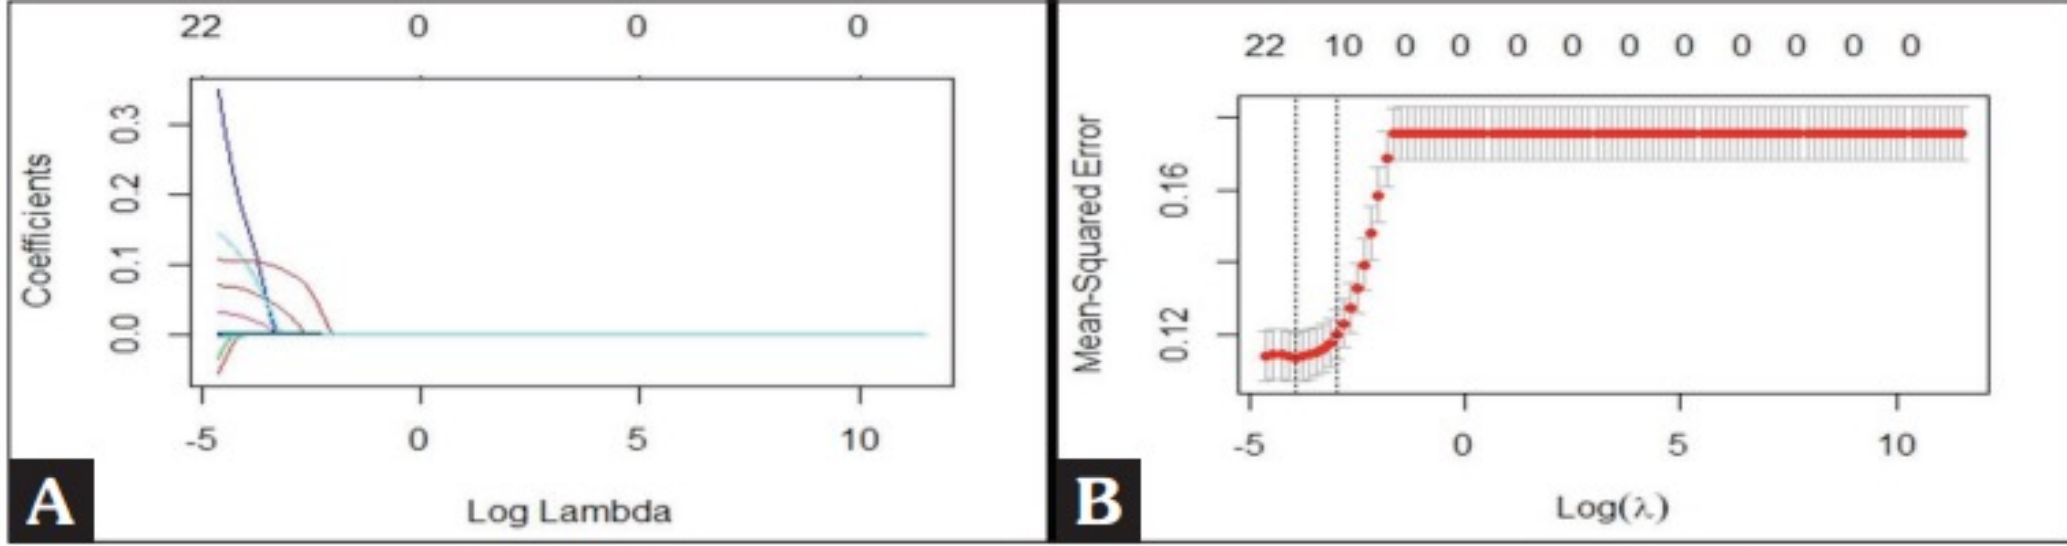 22 0 0 0
Coefficients
0.3
0.2
0.1
0.0
-5 0 5 10
Log Lambda
A
22 10 0 0 0 0 0 0 0 0 0 0
Mean-Squared Error
0.16
0.12
-5 0 5 10
Log(λ)
B